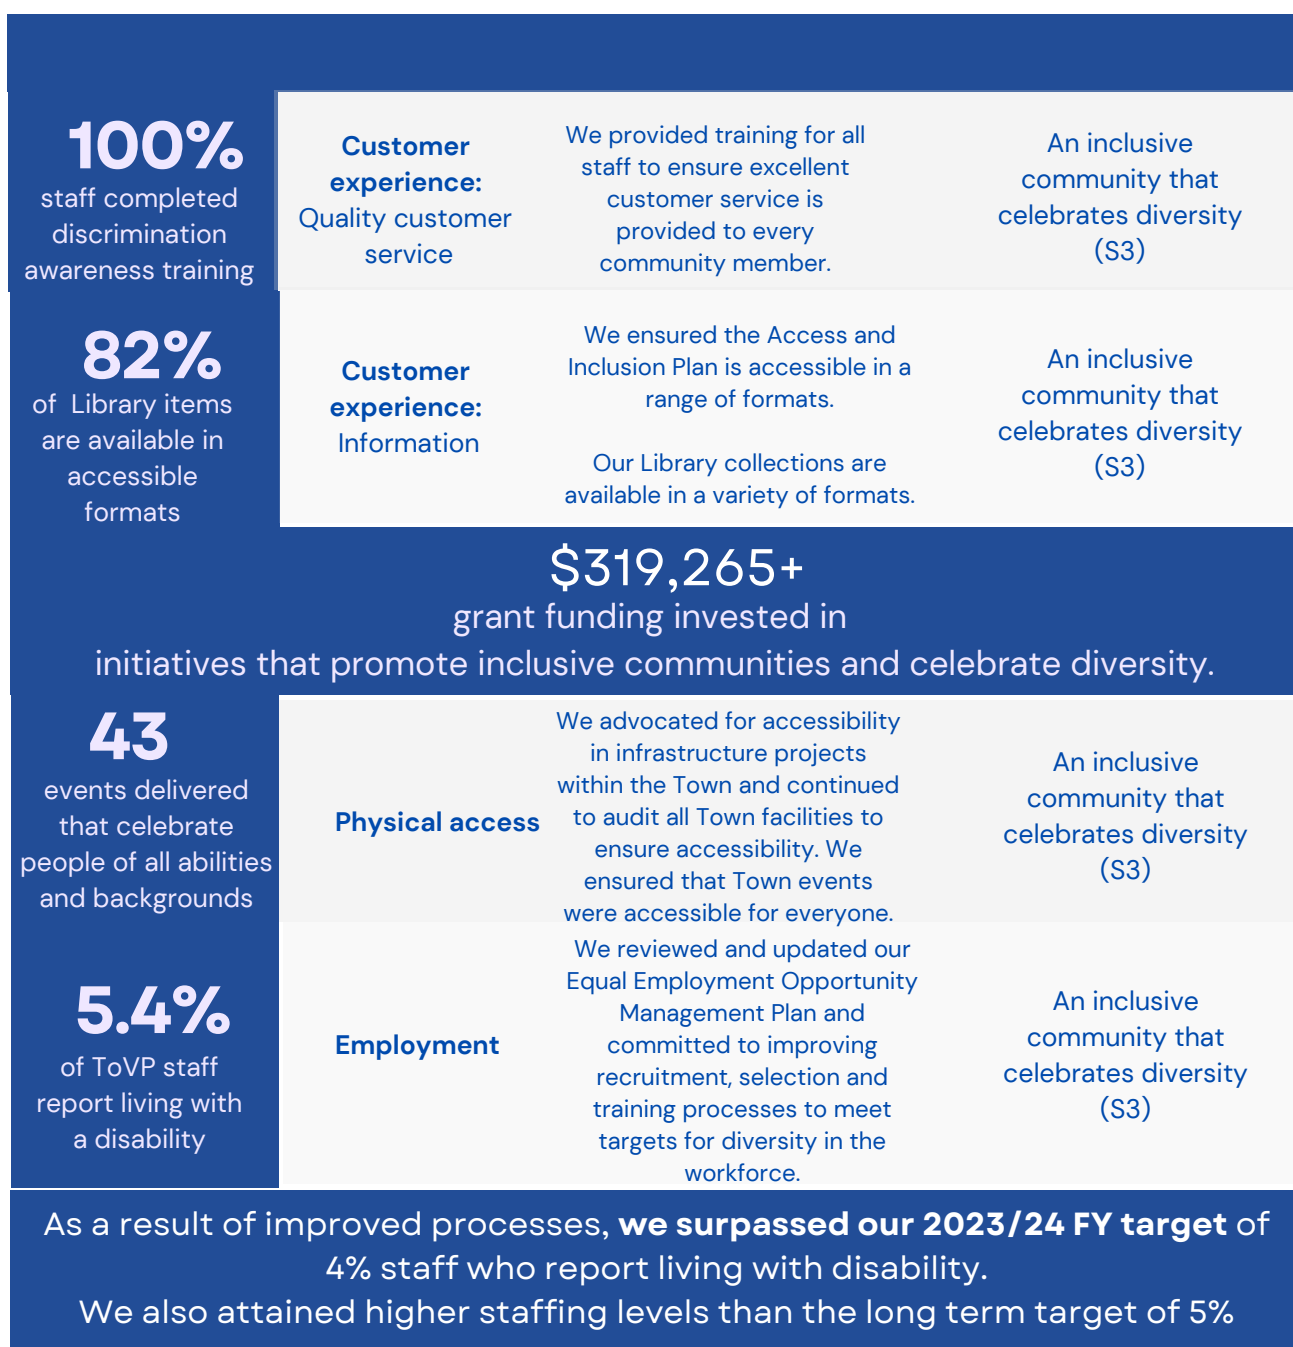 100%
staff completed
discrimination
awareness training
Customer
experience:
Quality customer
service
We provided training for all
staff to ensure excellent
customer service is
provided to every
community member.
An inclusive
community that
celebrates diversity
(S3)
82%
of Library items
are available in
accessible
formats
Customer
experience:
Information
We ensured the Access and
Inclusion Plan is accessible in a
range of formats.
Our Library collections are
available in a variety of formats.
An inclusive
community that
celebrates diversity
(S3)
$319,265+
grant funding invested in
initiatives that promote inclusive communities and celebrate diversity.
43
events delivered
that celebrate
people of all abilities
and backgrounds
Physical access
We advocated for accessibility
in infrastructure projects
within the Town and continued
to audit all Town facilities to
ensure accessibility. We
ensured that Town events
were accessible for everyone.
An inclusive
community that
celebrates diversity
(S3)
5.4%
of ToVP staff
report living with
a disability
Employment
We reviewed and updated our
Equal Employment Opportunity
Management Plan and
committed to improving
recruitment, selection and
training processes to meet
targets for diversity in the
workforce.
An inclusive
community that
celebrates diversity
(S3)
As a result of improved processes, we surpassed our 2023/24 FY target of
4% staff who report living with disability.
We also attained higher staffing levels than the long term target of 5%